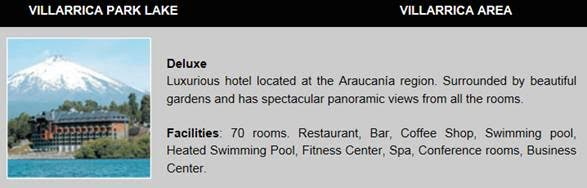 VILLARRICA PARK LAKE VILLARRICA AREA
Deluxe
Luxurious hotel located at the Araucanía region. Surrounded by beautiful
gardens and has spectacular panoramic views from all the rooms.
Facilities: 70 rooms. Restaurant, Bar, Coffee Shop, Swimming pool,
Heated Swimming Pool, Fitness Center, Spa, Conference rooms, Business
Center.